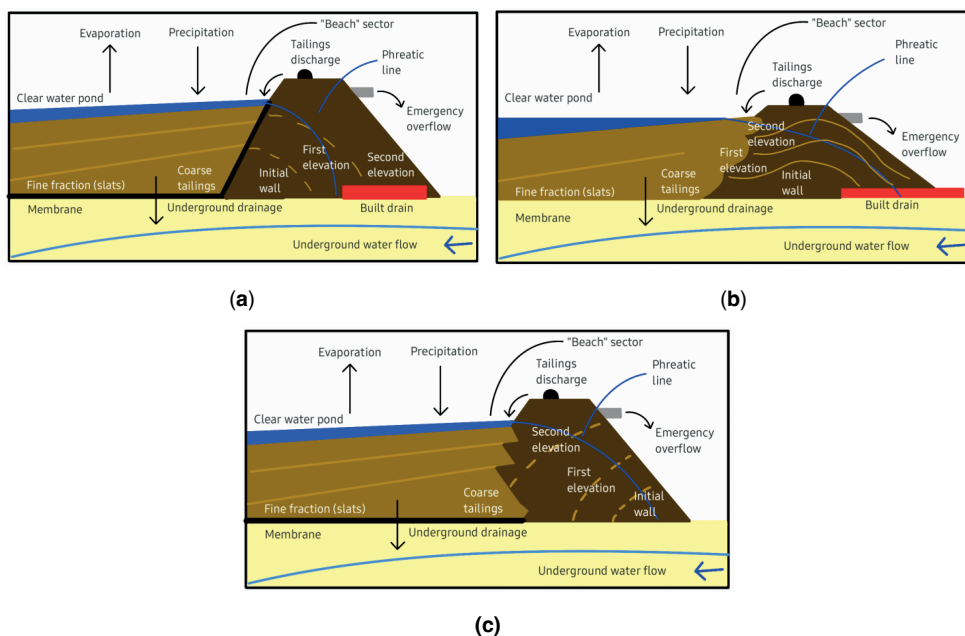 "Beach" sector
Evaporation
Precipitation
Tailings
discharge
Phreatic
line
Clear water pond
Emergency
overflow
First
elevation
Second
elevation
Coarse
tailings
Initial
wall
Fine fraction (slats)
Membrane
Underground drainage
Built drain
Underground water flow
(a)
"Beach" sector
Evaporation
Precipitation
Tailings
discharge
Phreatic
line
Clear water pond
Emergency
overflow
Second
elevation
First
elevation
Coarse
tailings
Initial
wall
Fine fraction (slats)
Membrane
Underground drainage
Built drain
Underground water flow
(b)
"Beach" sector
Evaporation
Precipitation
Tailings
discharge
Phreatic
line
Clear water pond
Emergency
overflow
Second
elevation
First
elevation
Initial
wall
Coarse
tailings
Fine fraction (slats)
Membrane
Underground drainage
Underground water flow
(c)